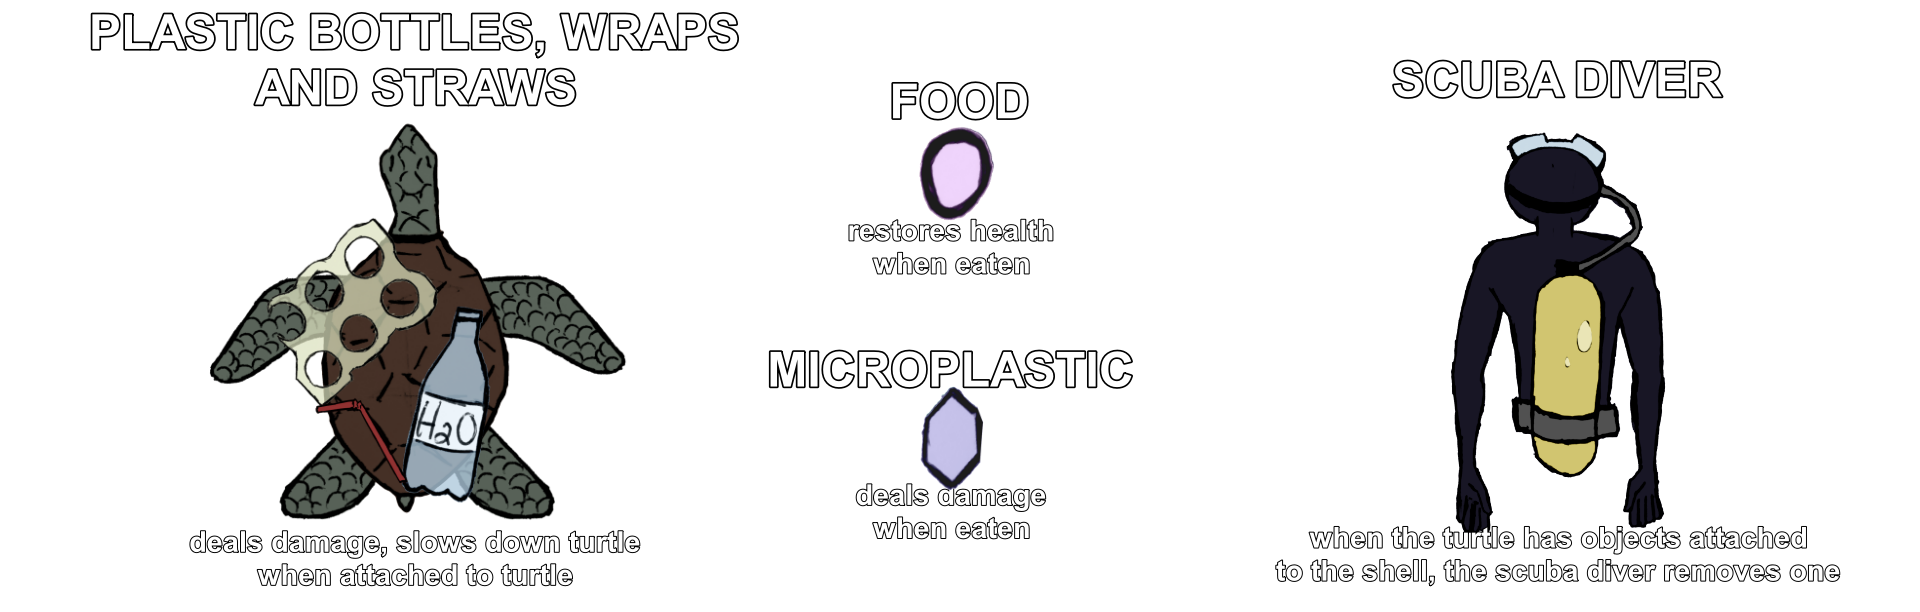 PLASTIC BOTTLES, WRAPS
AND STRAWS
H2O
deals damage, slows down turtle
when attached to turtle
FOOD
restores health
when eaten
MICROPLASTIC
deals damage
when eaten
SCUBA DIVER
when the turtle has objects attached
to the shell, the scuba diver removes one